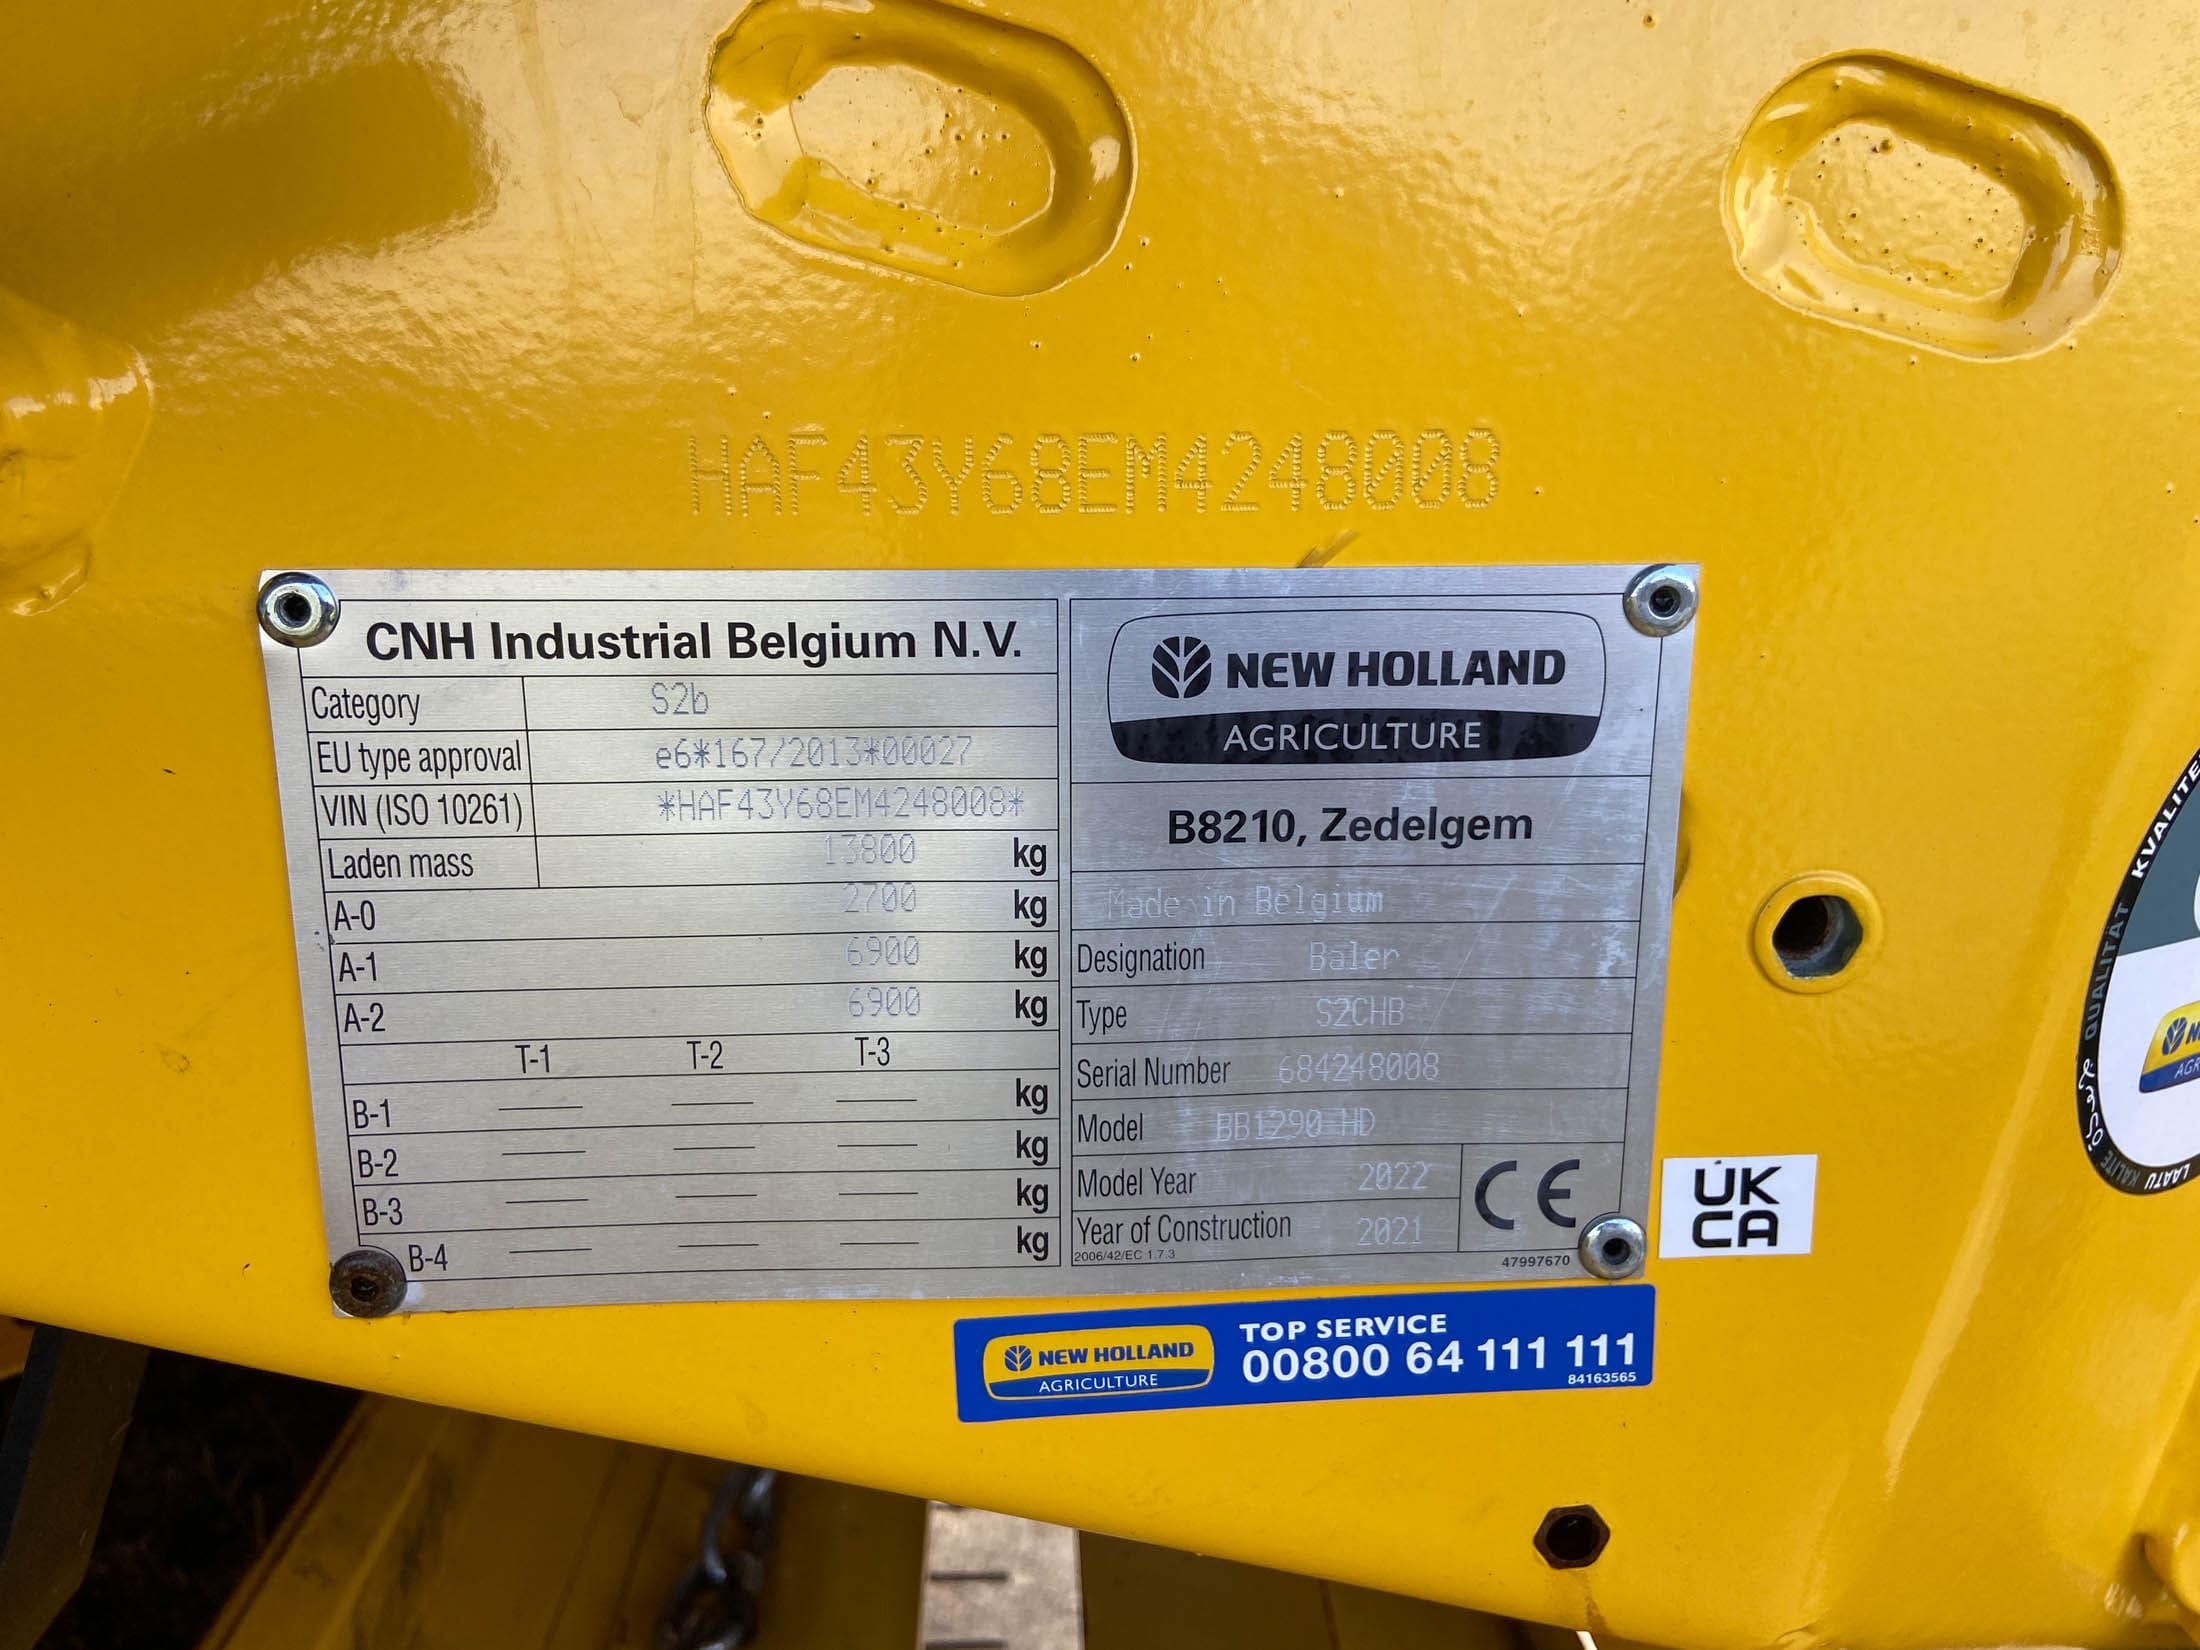 HAF43Y68EM4248008
CNH Industrial Belgium N.V.
Category S2b
EU type approval e6*167/2013*00027
VIN (ISO 10261) *HAF43Y68EM4248008*
Laden mass 13800 kg
A-0 2700 kg
A-1 6900 kg
A-2 6900 kg
T-1 T-2 T-3
B-1 — — — kg
B-2 — — — kg
B-3 — — — kg
B-4 — — — kg
NEW HOLLAND
AGRICULTURE
B8210, Zedelgem
Made in Belgium
Designation Baler
Type S2CHB
Serial Number 684248008
Model BB1290 HD
Model Year 2022
Year of Construction 2021
CE
2006/42/EC 1.7.3
47997670
UK
CA
NEW HOLLAND
AGRICULTURE
TOP SERVICE
00800 64 111 111
84163565
QUALITÄT
KALITE
LAATU